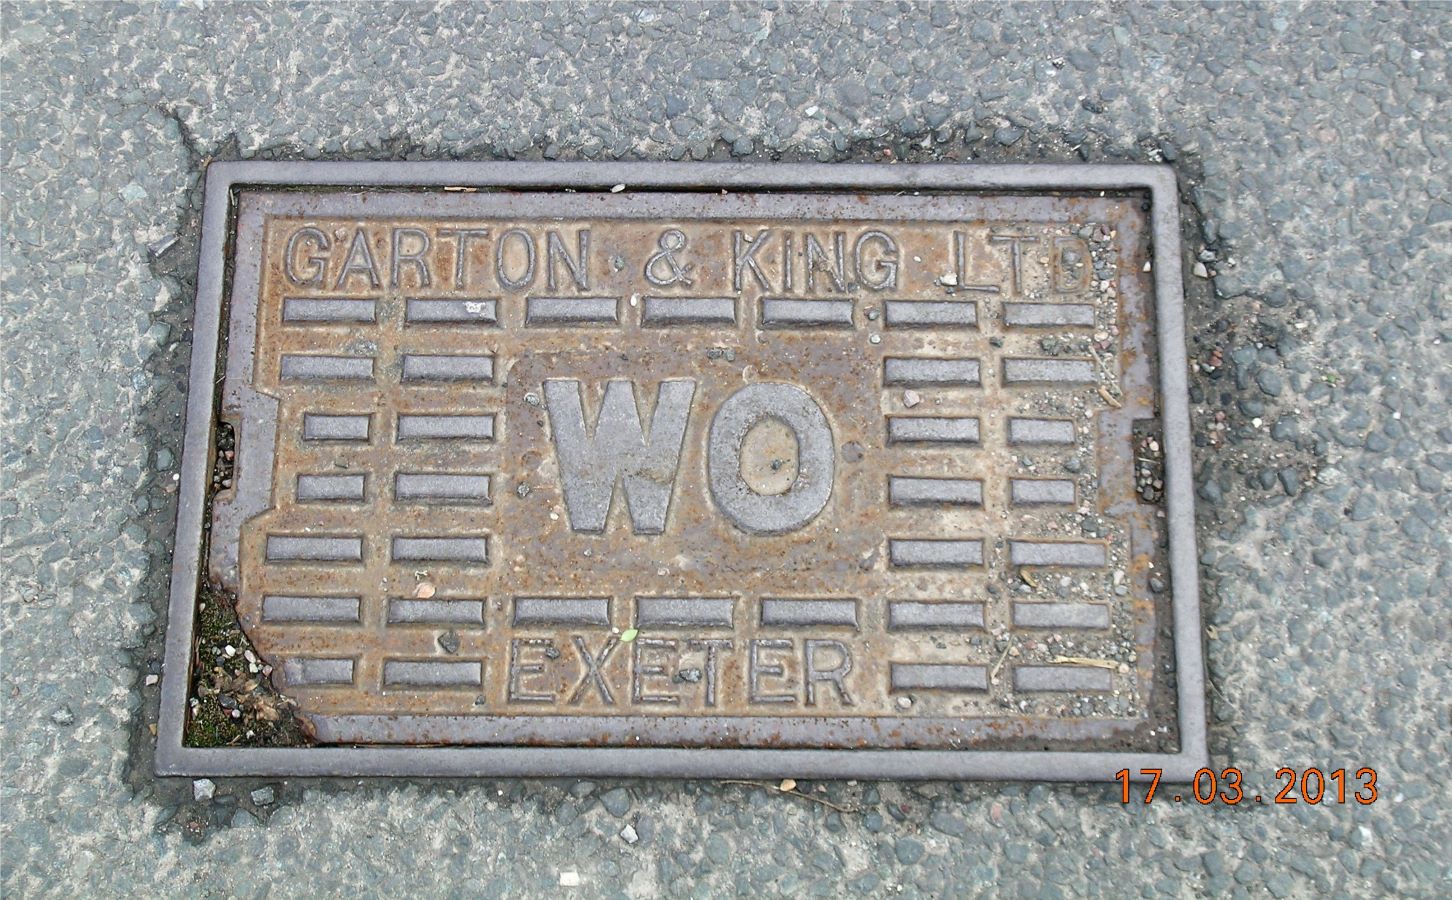 GARTON & KING LTD
WO
EXETER
17.03.2013